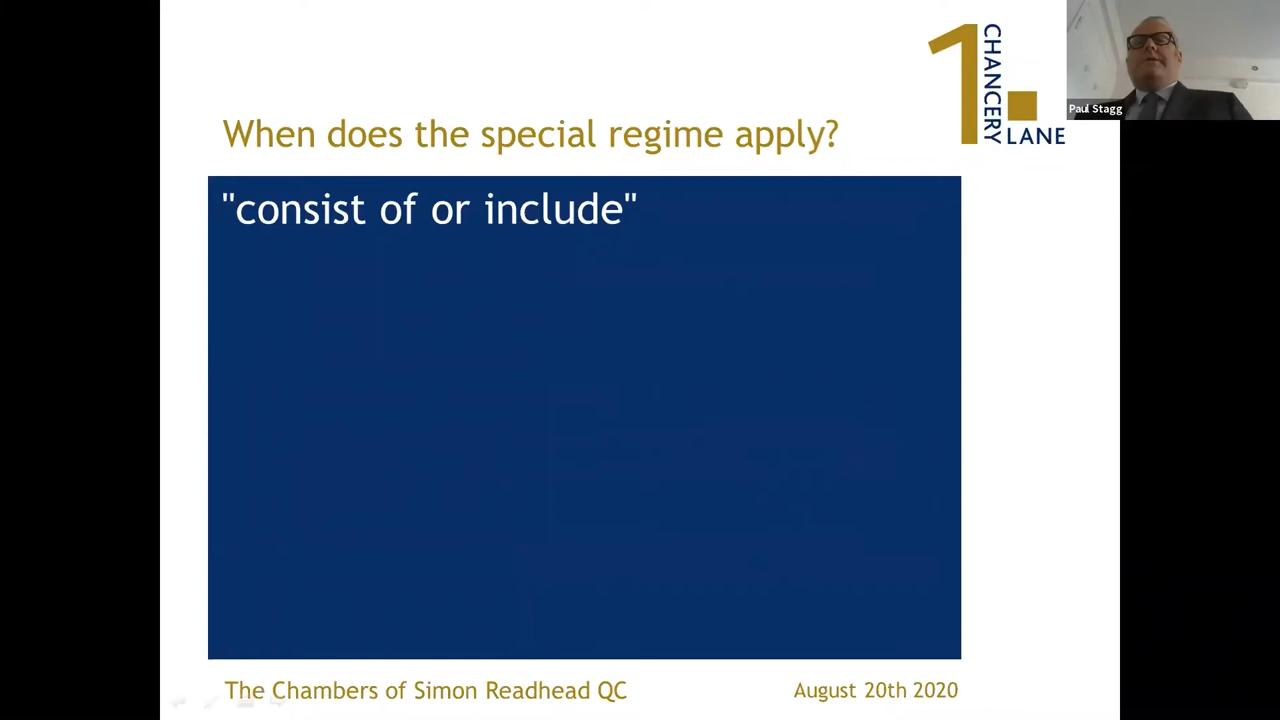 1 CHANCERY LANE
Paul Stagg
When does the special regime apply?
"consist of or include"
The Chambers of Simon Readhead QC
August 20th 2020